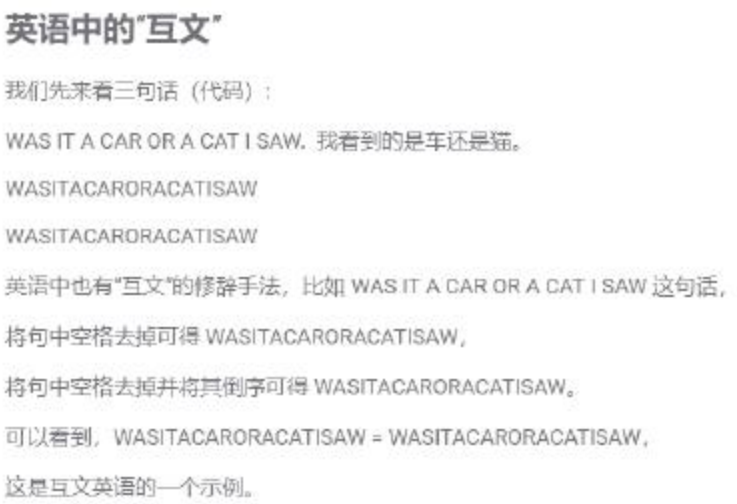 英语中的“互文”
我们先来看三句话（代码）：
WAS IT A CAR OR A CAT I SAW. 我看到的是车还是猫。
WASITACARORACATISAW
WASITACARORACATISAW
英语中也有“互文”的修辞手法，比如 WAS IT A CAR OR A CAT I SAW 这句话，
将句中空格去掉可得 WASITACARORACATISAW，
将句中空格去掉并将其倒序可得 WASITACARORACATISAW。
可以看到，WASITACARORACATISAW = WASITACARORACATISAW，
这是互文英语的一个示例。